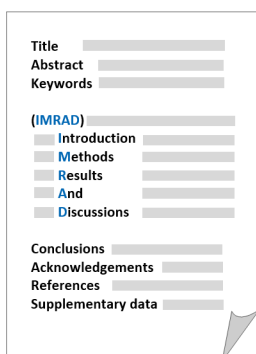 Title
Abstract
Keywords
(IMRAD)
Introduction
Methods
Results
And
Discussions
Conclusions
Acknowledgements
References
Supplementary data